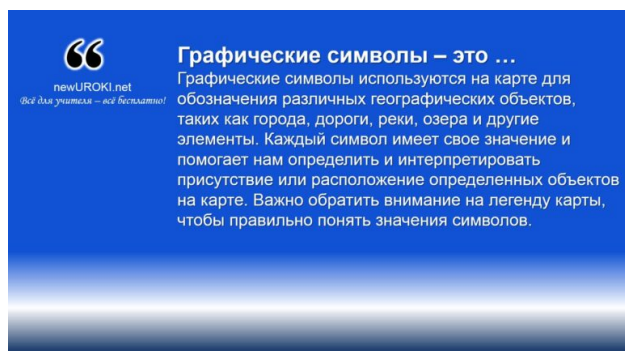 ❝
newUROKI.net
Всё для учителя – всё бесплатно!
Графические символы – это ...
Графические символы используются на карте для
обозначения различных географических объектов,
таких как города, дороги, реки, озера и другие
элементы. Каждый символ имеет свое значение и
помогает нам определить и интерпретировать
присутствие или расположение определенных объектов
на карте. Важно обратить внимание на легенду карты,
чтобы правильно понять значения символов.